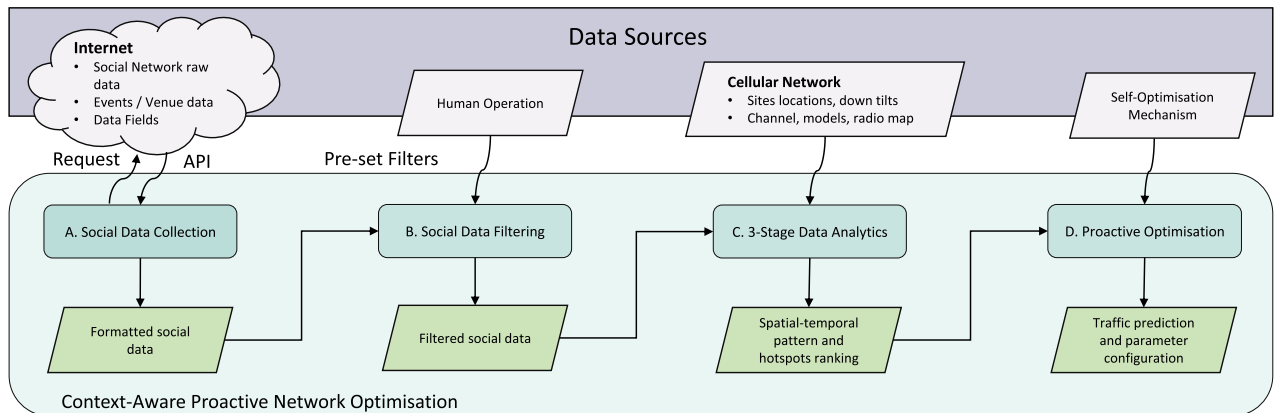 Data Sources
Internet
• Social Network raw
data
• Events / Venue data
• Data Fields
Human Operation
Cellular Network
• Sites locations, down tilts
• Channel, models, radio map
Self-Optimisation
Mechanism
Request
API
Pre-set Filters
A. Social Data Collection
B. Social Data Filtering
C. 3-Stage Data Analytics
D. Proactive Optimisation
Formatted social
data
Filtered social data
Spatial-temporal
pattern and
hotspots ranking
Traffic prediction
and parameter
configuration
Context-Aware Proactive Network Optimisation